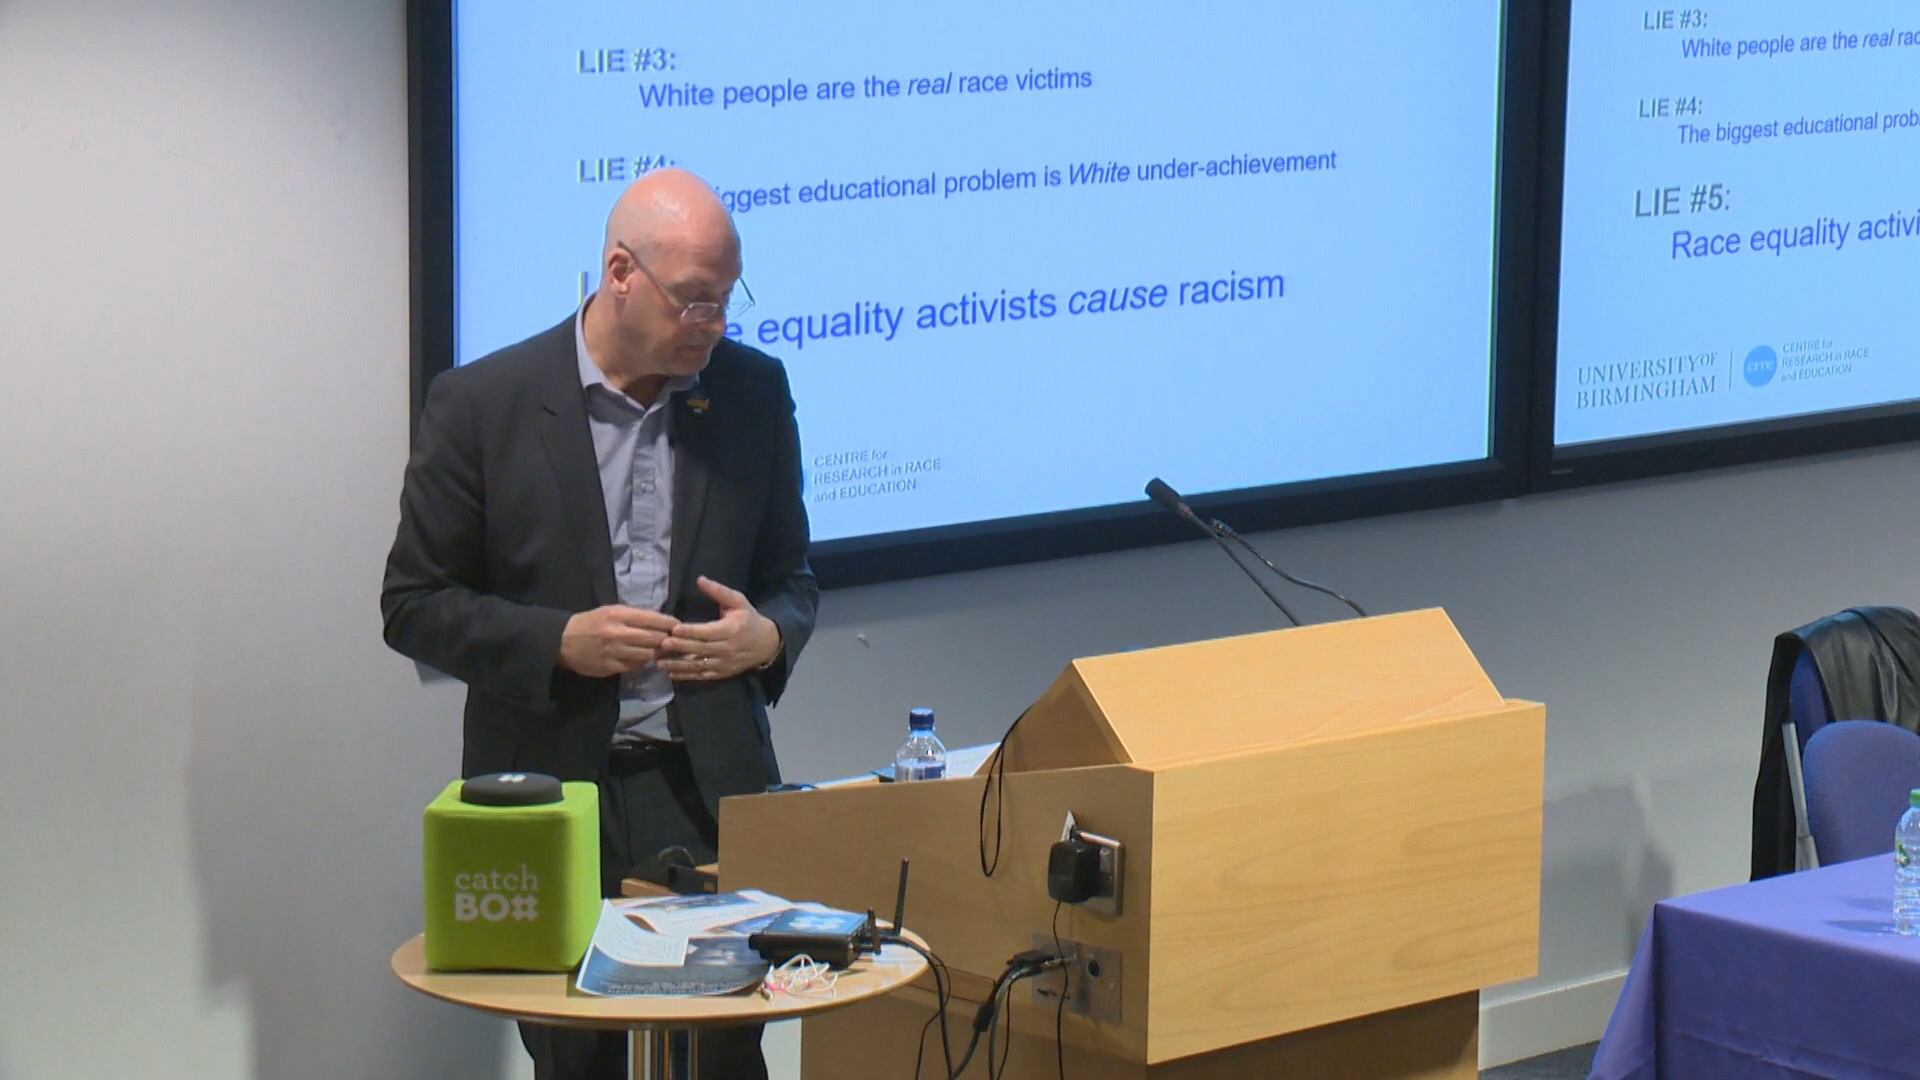 LIE #3:
White people are the real race victims
LIE #4:
iggest educational problem is White under-achievement
L
e equality activists cause racism
CENTRE for
RESEARCH in RACE
and EDUCATION
LIE #3:
White people are the real rac
LIE #4:
The biggest educational probl
LIE #5:
Race equality activi
UNIVERSITY OF
BIRMINGHAM
crre
CENTRE for
RESEARCH in RACE
and EDUCATION
catch
BOX